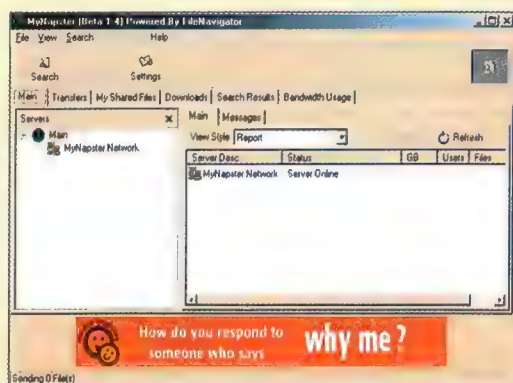 MyNapster (Beta 1.4) Powered By FileNavigator
File View Search Help
Search Settings
Main Transfers My Shared Files Downloads Search Results Bandwidth Usage
Servers x
Main
MyNapster Network
Main Messages
View Style Report Refresh
Server Desc Status GB Users Files
MyNapster Network Server Online
How do you respond to
someone who says
why me?
Sending 0 File(s)